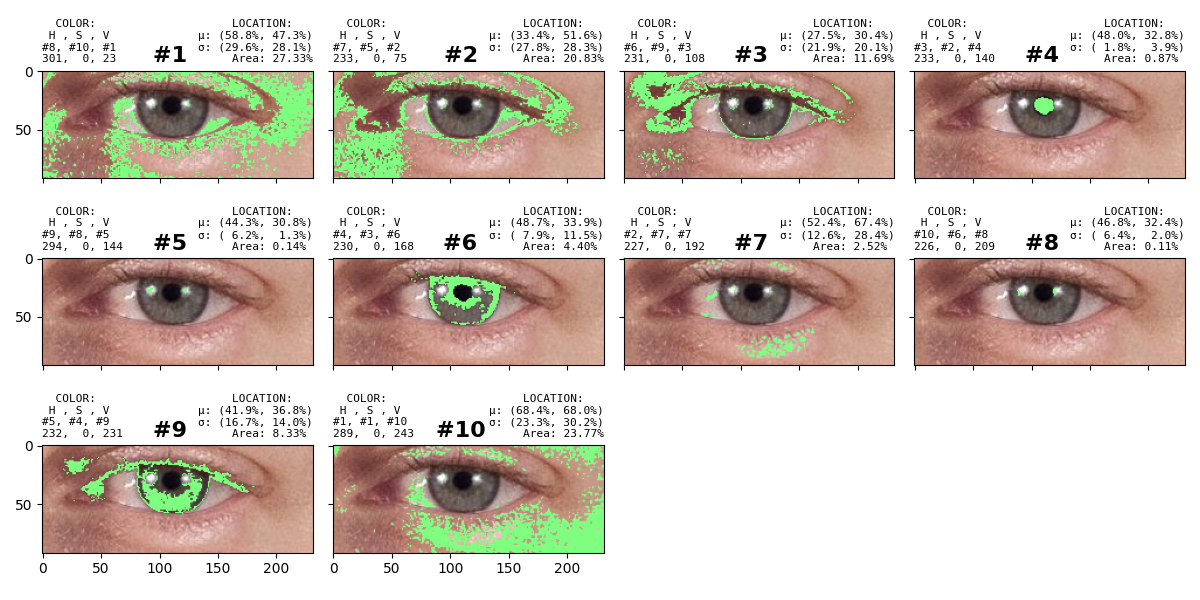 COLOR: LOCATION:
H , S , V μ: (58.8%, 47.3%)
#8, #10, #1 σ: (29.6%, 28.1%)
301, 0, 23 #1 Area: 27.33%
COLOR: LOCATION:
H , S , V μ: (33.4%, 51.6%)
#7, #5, #2 σ: (27.8%, 28.3%)
233, 0, 75 #2 Area: 20.83%
COLOR: LOCATION:
H , S , V μ: (27.5%, 30.4%)
#6, #9, #3 σ: (21.9%, 20.1%)
231, 0, 108 #3 Area: 11.69%
COLOR: LOCATION:
H , S , V μ: (48.0%, 32.8%)
#3, #2, #4 σ: ( 1.8%, 3.9%)
233, 0, 140 #4 Area: 0.87%
0
50
COLOR: LOCATION:
H , S , V μ: (44.3%, 30.8%)
#9, #8, #5 σ: ( 6.2%, 1.3%)
294, 0, 144 #5 Area: 0.14%
COLOR: LOCATION:
H , S , V μ: (48.7%, 33.9%)
#4, #3, #6 σ: ( 7.9%, 11.5%)
230, 0, 168 #6 Area: 4.40%
COLOR: LOCATION:
H , S , V μ: (52.4%, 67.4%)
#2, #7, #7 σ: (12.6%, 28.4%)
227, 0, 192 #7 Area: 2.52%
COLOR: LOCATION:
H , S , V μ: (46.8%, 32.4%)
#10, #6, #8 σ: ( 6.4%, 2.0%)
226, 0, 209 #8 Area: 0.11%
0
50
COLOR: LOCATION:
H , S , V μ: (41.9%, 36.8%)
#5, #4, #9 σ: (16.7%, 14.0%)
232, 0, 231 #9 Area: 8.33%
COLOR: LOCATION:
H , S , V μ: (68.4%, 68.0%)
#1, #1, #10 σ: (23.3%, 30.2%)
289, 0, 243 #10 Area: 23.77%
0
50
0 50 100 150 200
0 50 100 150 200